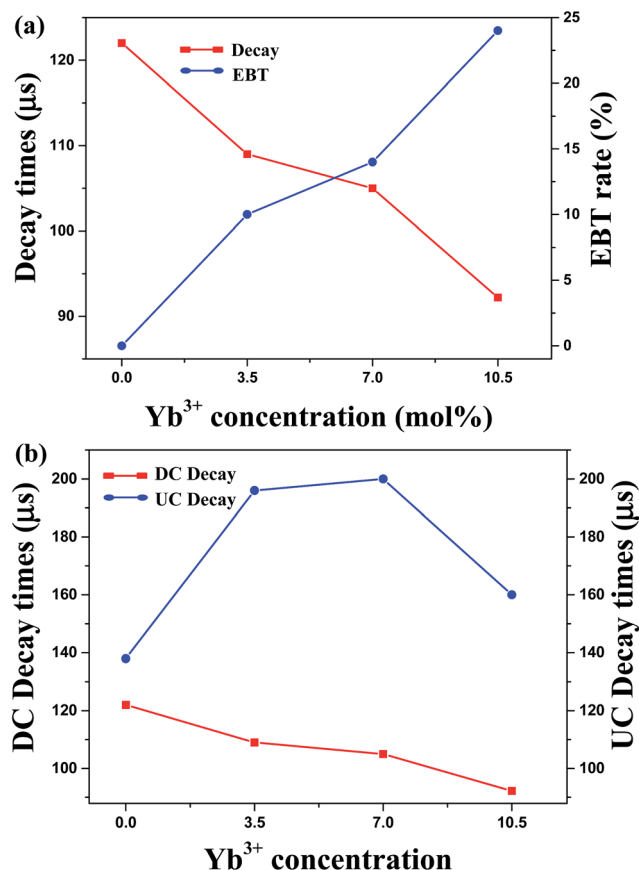 (a)
Decay
EBT
120
110
100
90
Decay times (μs)
25
20
15
10
5
0
EBT rate (%)
0.0 3.5 7.0 10.5
Yb³⁺ concentration (mol%)
(b)
DC Decay
UC Decay
200
180
160
140
120
100
DC Decay times (μs)
200
180
160
140
120
100
UC Decay times (μs)
0.0 3.5 7.0 10.5
Yb³⁺ concentration